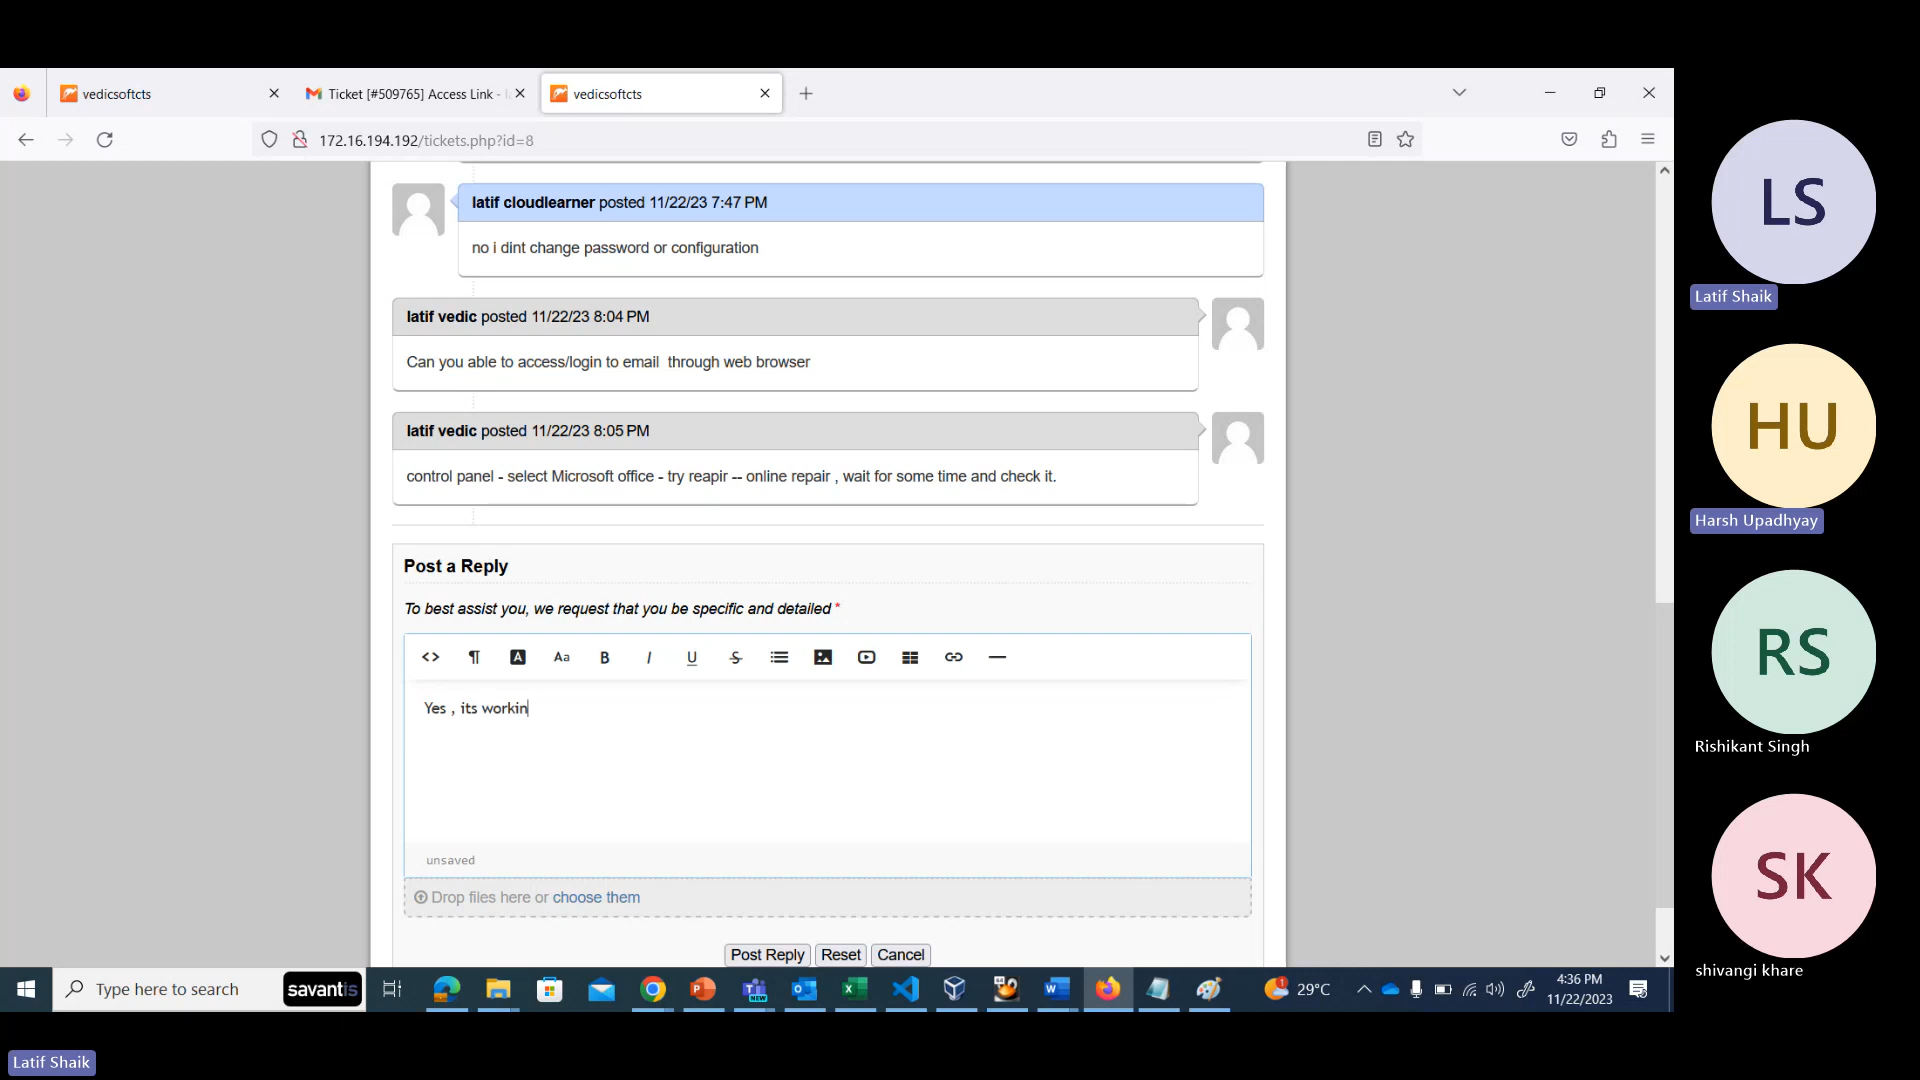 vedicsoftcts
Ticket [#509765] Access Link -
vedicsoftcts
172.16.194.192/tickets.php?id=8
latif cloudlearner posted 11/22/23 7:47 PM
no i dint change password or configuration
latif vedic posted 11/22/23 8:04 PM
Can you able to access/login to email  through web browser
latif vedic posted 11/22/23 8:05 PM
control panel - select Microsoft office - try reapir -- online repair , wait for some time and check it.
Post a Reply
To best assist you, we request that you be specific and detailed *
<> ¶ A Aa B I U S
Yes , its workin
unsaved
Drop files here or choose them
Post Reply Reset Cancel
Type here to search
savantis
NEW
29°C
4:36 PM
11/22/2023
LS
Latif Shaik
HU
Harsh Upadhyay
RS
Rishikant Singh
SK
shivangi khare
Latif Shaik